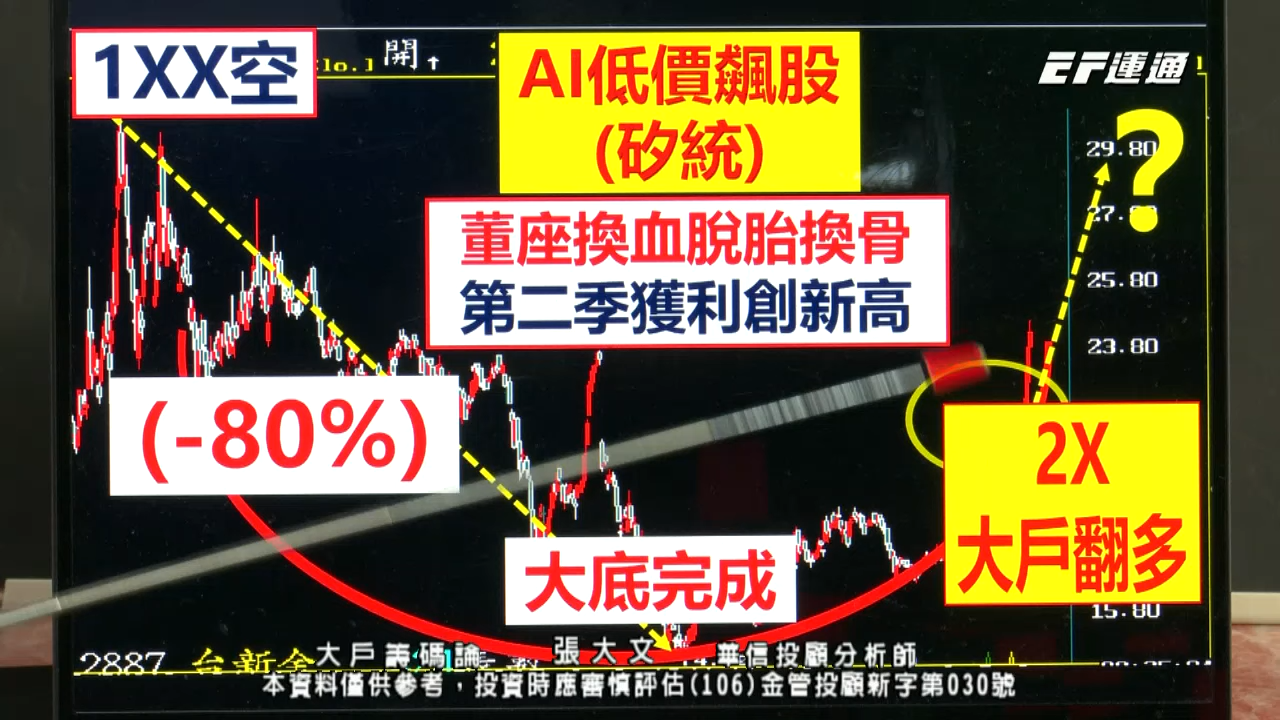 1XX空
開↑
AI低價飆股
(矽統)
EF運通
?
29.80
董座換血脫胎換骨
第二季獲利創新高
25.80
23.80
(-80%)
2X
大戶翻多
大底完成
15.80
2887 台新金
大戶籌碼論 張大文 華信投顧分析師
本資料僅供參考，投資時應審慎評估(106)金管投顧新字第030號